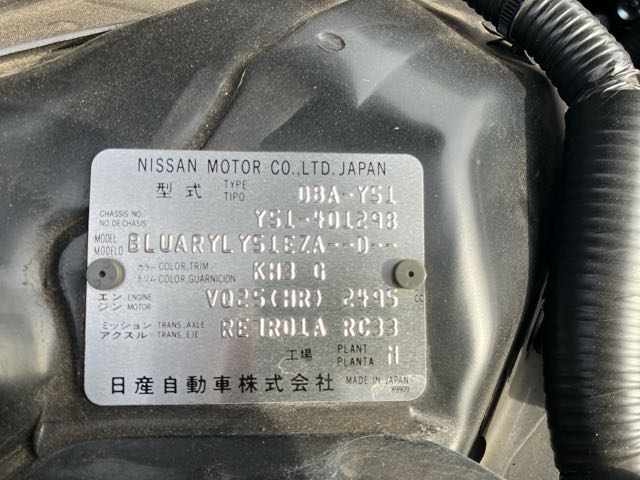 NISSAN MOTOR CO.,LTD. JAPAN
型式 TYPE TIPO DBA-Y51
CHASSIS NO. NO.DE CHASIS Y51-401298
MODEL MODELO BLUARYLY51EZA--D--
カラー COLOR,TRIM トリム COLOR,GUARNICION KH3 G
エンジン ENGINE MOTOR VQ25(HR) 2495 CC
ミッション アクスル TRANS.,AXLE TRANS.,EJE RE7R01A RC33
工場 PLANT PLANTA M
日産自動車株式会社 MADE IN JAPAN
89909